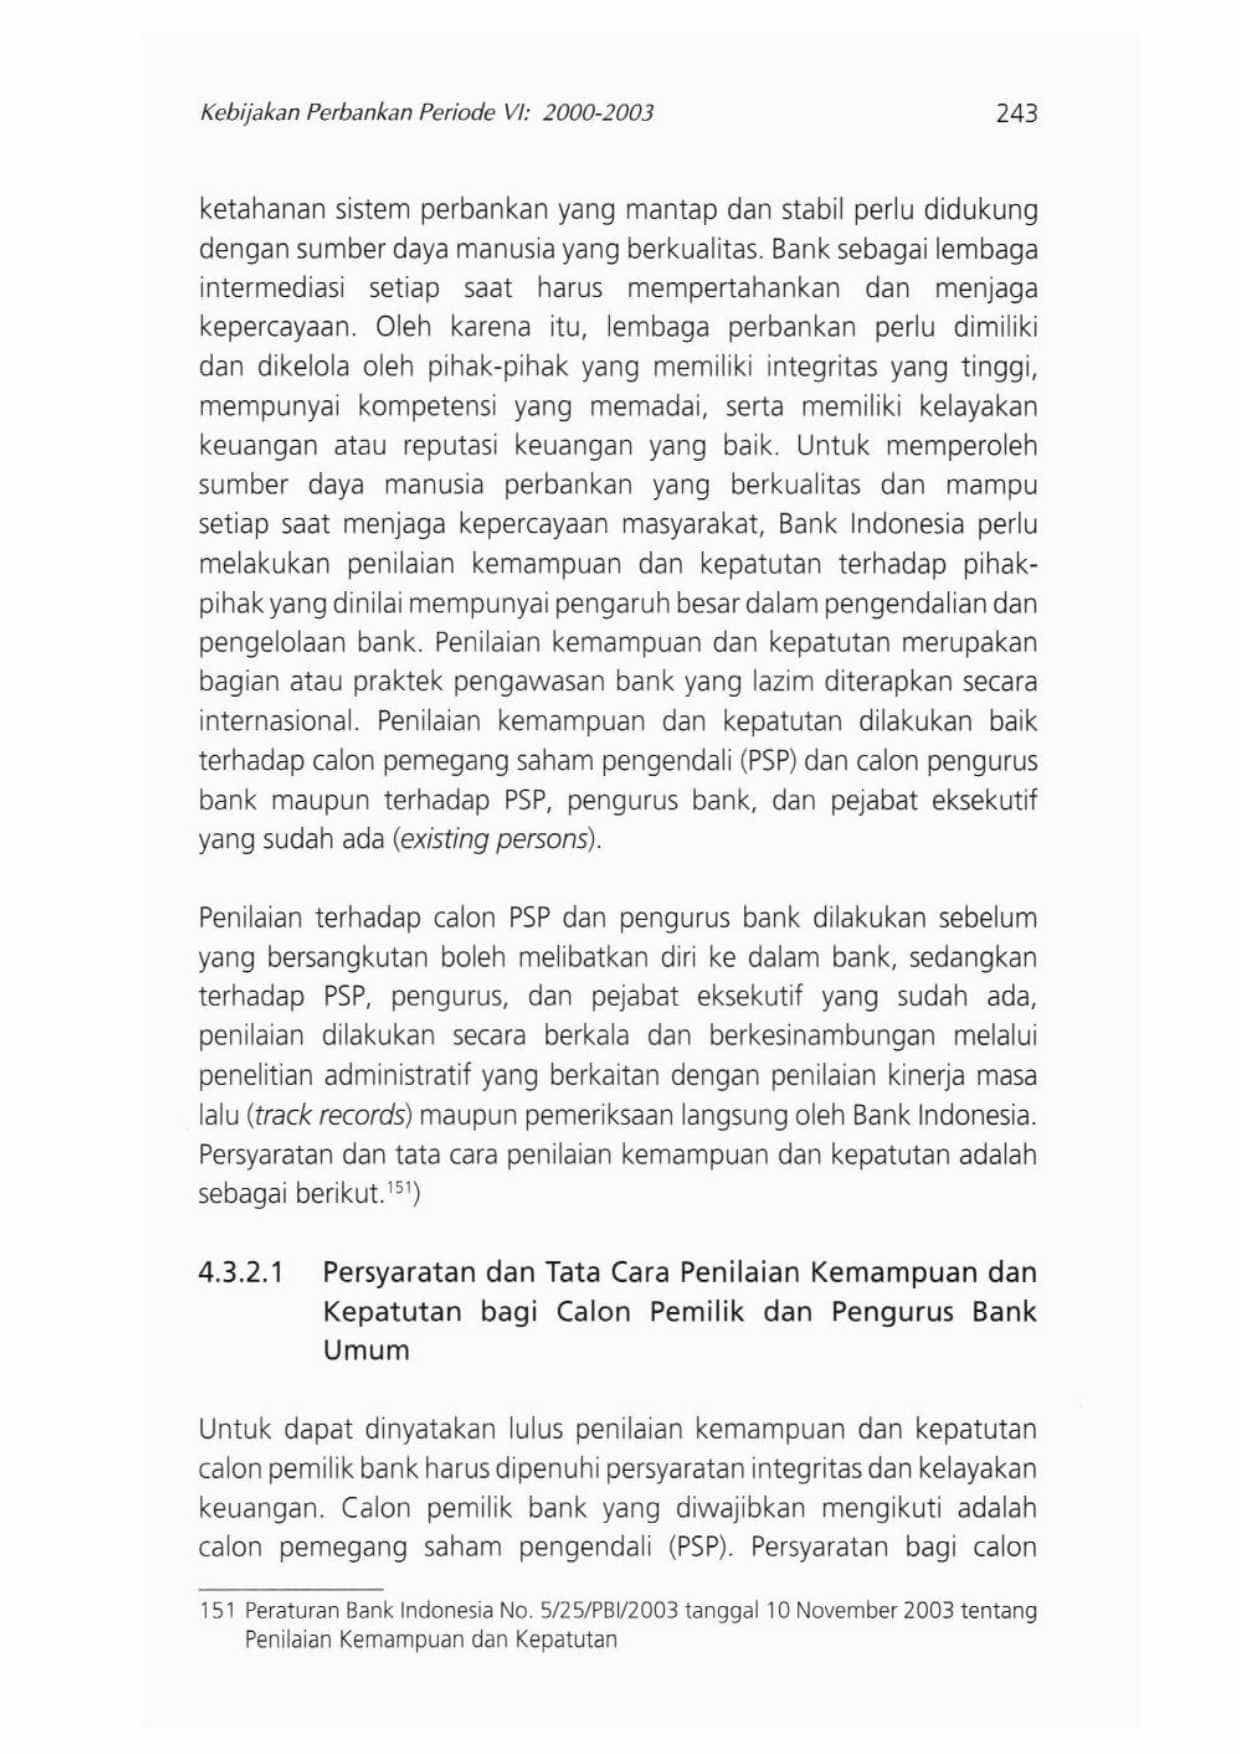 Kebijakan Perbankan Periode VI: 2000-2003 243
ketahanan sistem perbankan yang mantap dan stabil perlu didukung
dengan sumber daya manusia yang berkualitas. Bank sebagai lembaga
intermediasi setiap saat harus mempertahankan dan menjaga
kepercayaan. Oleh karena itu, lembaga perbankan perlu dimiliki
dan dikelola oleh pihak-pihak yang memiliki integritas yang tinggi,
mempunyai kompetensi yang memadai, serta memiliki kelayakan
keuangan atau reputasi keuangan yang baik. Untuk memperoleh
sumber daya manusia perbankan yang berkualitas dan mampu
setiap saat menjaga kepercayaan masyarakat, Bank Indonesia perlu
melakukan penilaian kemampuan dan kepatutan terhadap pihak-
pihak yang dinilai mempunyai pengaruh besar dalam pengendalian dan
pengelolaan bank. Penilaian kemampuan dan kepatutan merupakan
bagian atau praktek pengawasan bank yang lazim diterapkan secara
internasional. Penilaian kemampuan dan kepatutan dilakukan baik
terhadap calon pemegang saham pengendali (PSP) dan calon pengurus
bank maupun terhadap PSP, pengurus bank, dan pejabat eksekutif
yang sudah ada (existing persons).
Penilaian terhadap calon PSP dan pengurus bank dilakukan sebelum
yang bersangkutan boleh melibatkan diri ke dalam bank, sedangkan
terhadap PSP, pengurus, dan pejabat eksekutif yang sudah ada,
penilaian dilakukan secara berkala dan berkesinambungan melalui
penelitian administratif yang berkaitan dengan penilaian kinerja masa
lalu (track records) maupun pemeriksaan langsung oleh Bank Indonesia.
Persyaratan dan tata cara penilaian kemampuan dan kepatutan adalah
sebagai berikut.151)
4.3.2.1 Persyaratan dan Tata Cara Penilaian Kemampuan dan
Kepatutan bagi Calon Pemilik dan Pengurus Bank
Umum
Untuk dapat dinyatakan lulus penilaian kemampuan dan kepatutan
calon pemilik bank harus dipenuhi persyaratan integritas dan kelayakan
keuangan. Calon pemilik bank yang diwajibkan mengikuti adalah
calon pemegang saham pengendali (PSP). Persyaratan bagi calon
151 Peraturan Bank Indonesia No. 5/25/PBI/2003 tanggal 10 November 2003 tentang
Penilaian Kemampuan dan Kepatutan